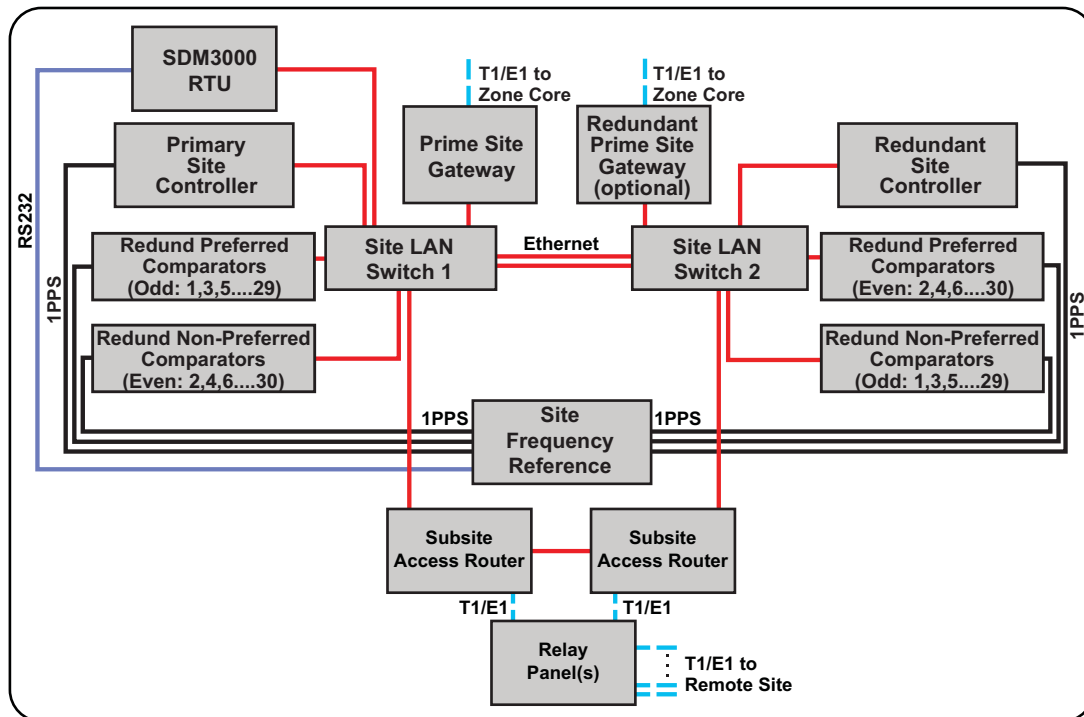 SDM3000
RTU
T1/E1 to
Zone Core
T1/E1 to
Zone Core
Primary
Site
Controller
Prime Site
Gateway
Redundant
Prime Site
Gateway
(optional)
Redundant
Site
Controller
RS232
Redund Preferred
Comparators
(Odd: 1,3,5....29)
Site LAN
Switch 1
Ethernet
Site LAN
Switch 2
Redund Preferred
Comparators
(Even: 2,4,6....30)
1PPS
1PPS
Redund Non-Preferred
Comparators
(Even: 2,4,6....30)
Redund Non-Preferred
Comparators
(Odd: 1,3,5....29)
1PPS
Site
Frequency
Reference
1PPS
Subsite
Access Router
Subsite
Access Router
T1/E1
T1/E1
Relay
Panel(s)
T1/E1 to
Remote Site